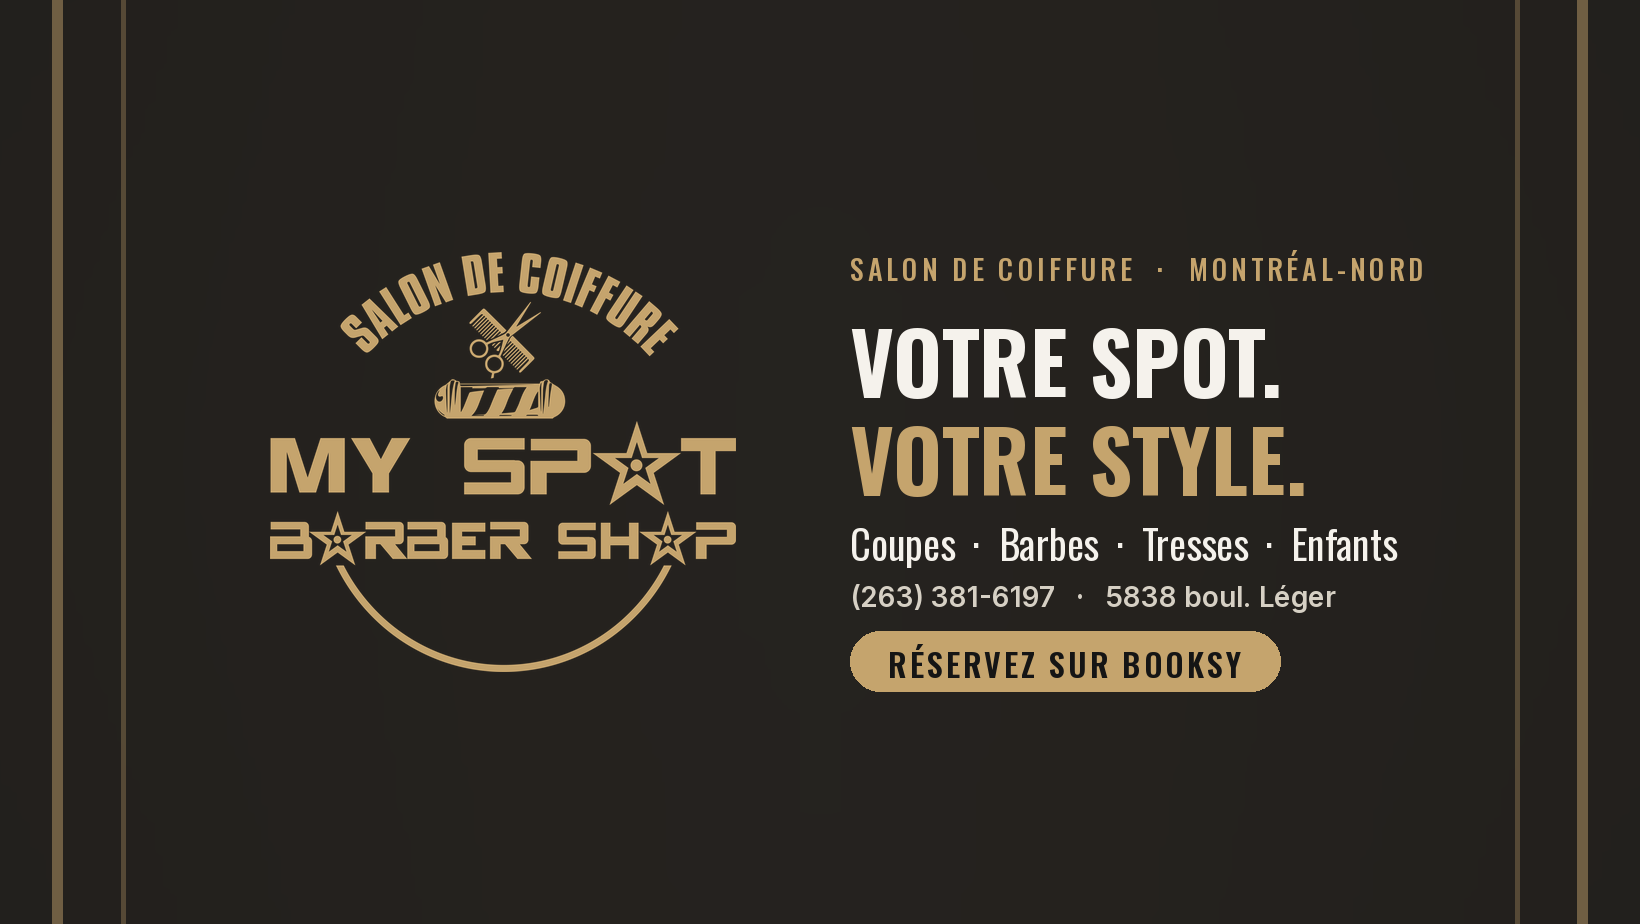 SALON DE COIFFURE
MY SPOT
BARBER SHOP
SALON DE COIFFURE · MONTRÉAL-NORD
VOTRE SPOT.
VOTRE STYLE.
Coupes · Barbes · Tresses · Enfants
(263) 381-6197 · 5838 boul. Léger
RÉSERVEZ SUR BOOKSY